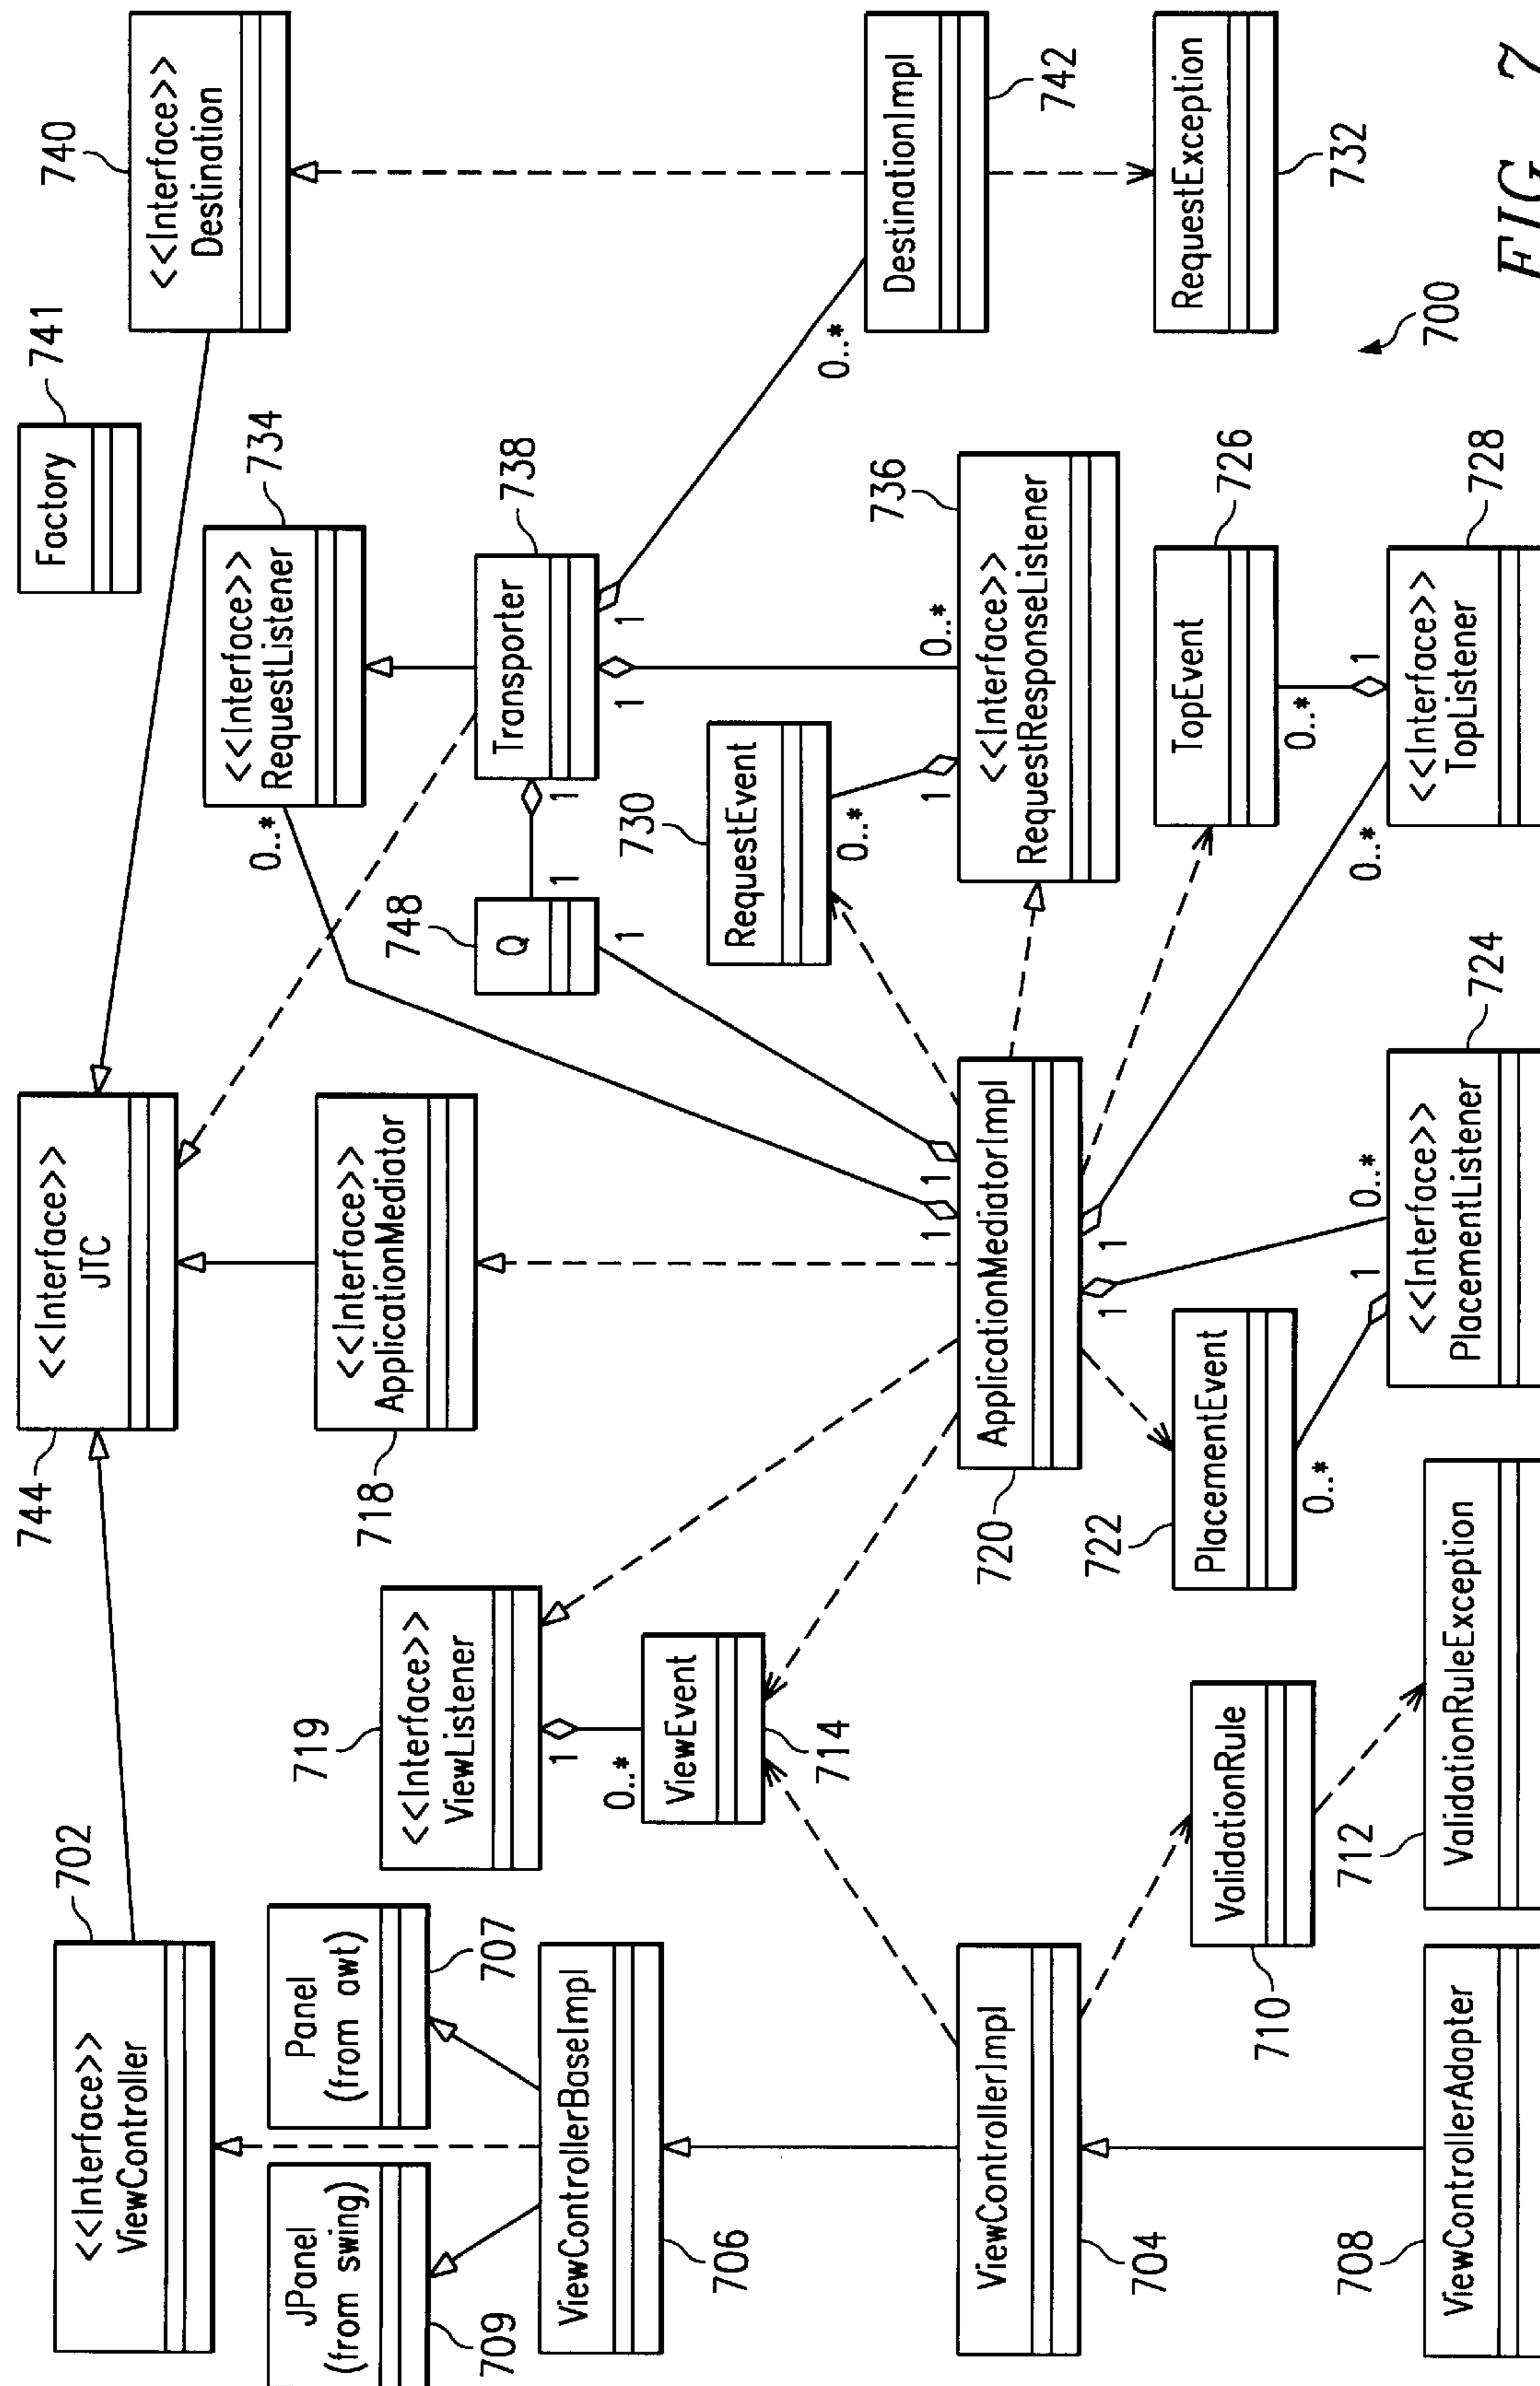 702
<<Interface>>
ViewController
744
<<Interface>>
JTC
Factory
741
740
<<Interface>>
Destination
JPanel
(from swing)
709
Panel
(from awt)
707
719
<<Interface>>
ViewListener
1
0..*
718
<<Interface>>
ApplicationMediator
734
<<Interface>>
RequestListener
0..*
ViewControllerBaseImpl
706
ViewEvent
714
748
Q
1
1
1
Transporter
738
1
1
0..*
730
RequestEvent
0..*
1
736
0..*
<<Interface>>
RequestResponseListener
DestinationImpl
742
ViewControllerImpl
704
ApplicationMediatorImpl
720
1
1
1
1
ValidationRule
710
722
PlacementEvent
0..*
1
0..*
TopEvent
726
0..*
1
0..*
RequestException
732
ViewControllerAdapter
708
712
ValidationRuleException
<<Interface>>
PlacementListener
724
<<Interface>>
TopListener
728
700
FIG. 7